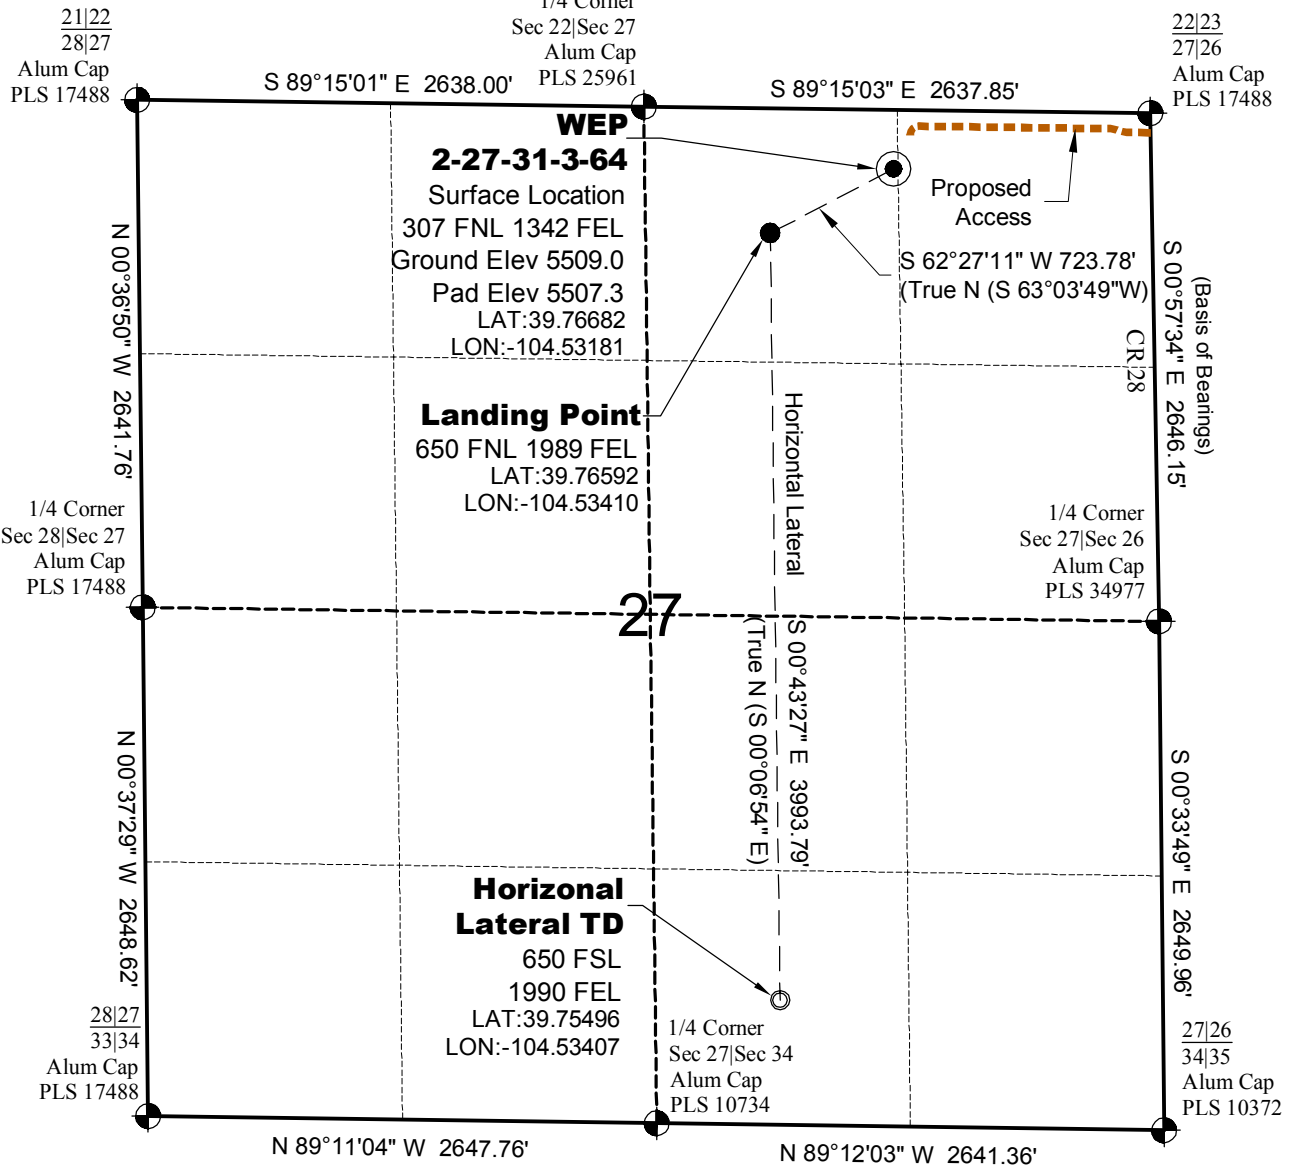 21|22
28|27
Alum Cap
PLS 17488
1/4 Corner
Sec 22|Sec 27
Alum Cap
PLS 25961
22|23
27|26
Alum Cap
PLS 17488
S 89°15'01" E 2638.00'
S 89°15'03" E 2637.85'
WEP
2-27-31-3-64
Surface Location
307 FNL 1342 FEL
Ground Elev 5509.0
Pad Elev 5507.3
LAT:39.76682
LON:-104.53181
Proposed
Access
S 62°27'11" W 723.78'
(True N (S 63°03'49"W)
N 00°36'50" W 2641.76'
S 00°57'34" E 2646.15'
(Basis of Bearings)
CR 28
Landing Point
650 FNL 1989 FEL
LAT:39.76592
LON:-104.53410
Horizontal Lateral
1/4 Corner
Sec 28|Sec 27
Alum Cap
PLS 17488
1/4 Corner
Sec 27|Sec 26
Alum Cap
PLS 34977
27
S 00°43'27" E 3993.79'
(True N (S 00°06'54" E)
N 00°37'29" W 2648.62'
S 00°33'49" E 2649.96'
Horizonal
Lateral TD
650 FSL
1990 FEL
LAT:39.75496
LON:-104.53407
28|27
33|34
Alum Cap
PLS 17488
1/4 Corner
Sec 27|Sec 34
Alum Cap
PLS 10734
27|26
34|35
Alum Cap
PLS 10372
N 89°11'04" W 2647.76'
N 89°12'03" W 2641.36'